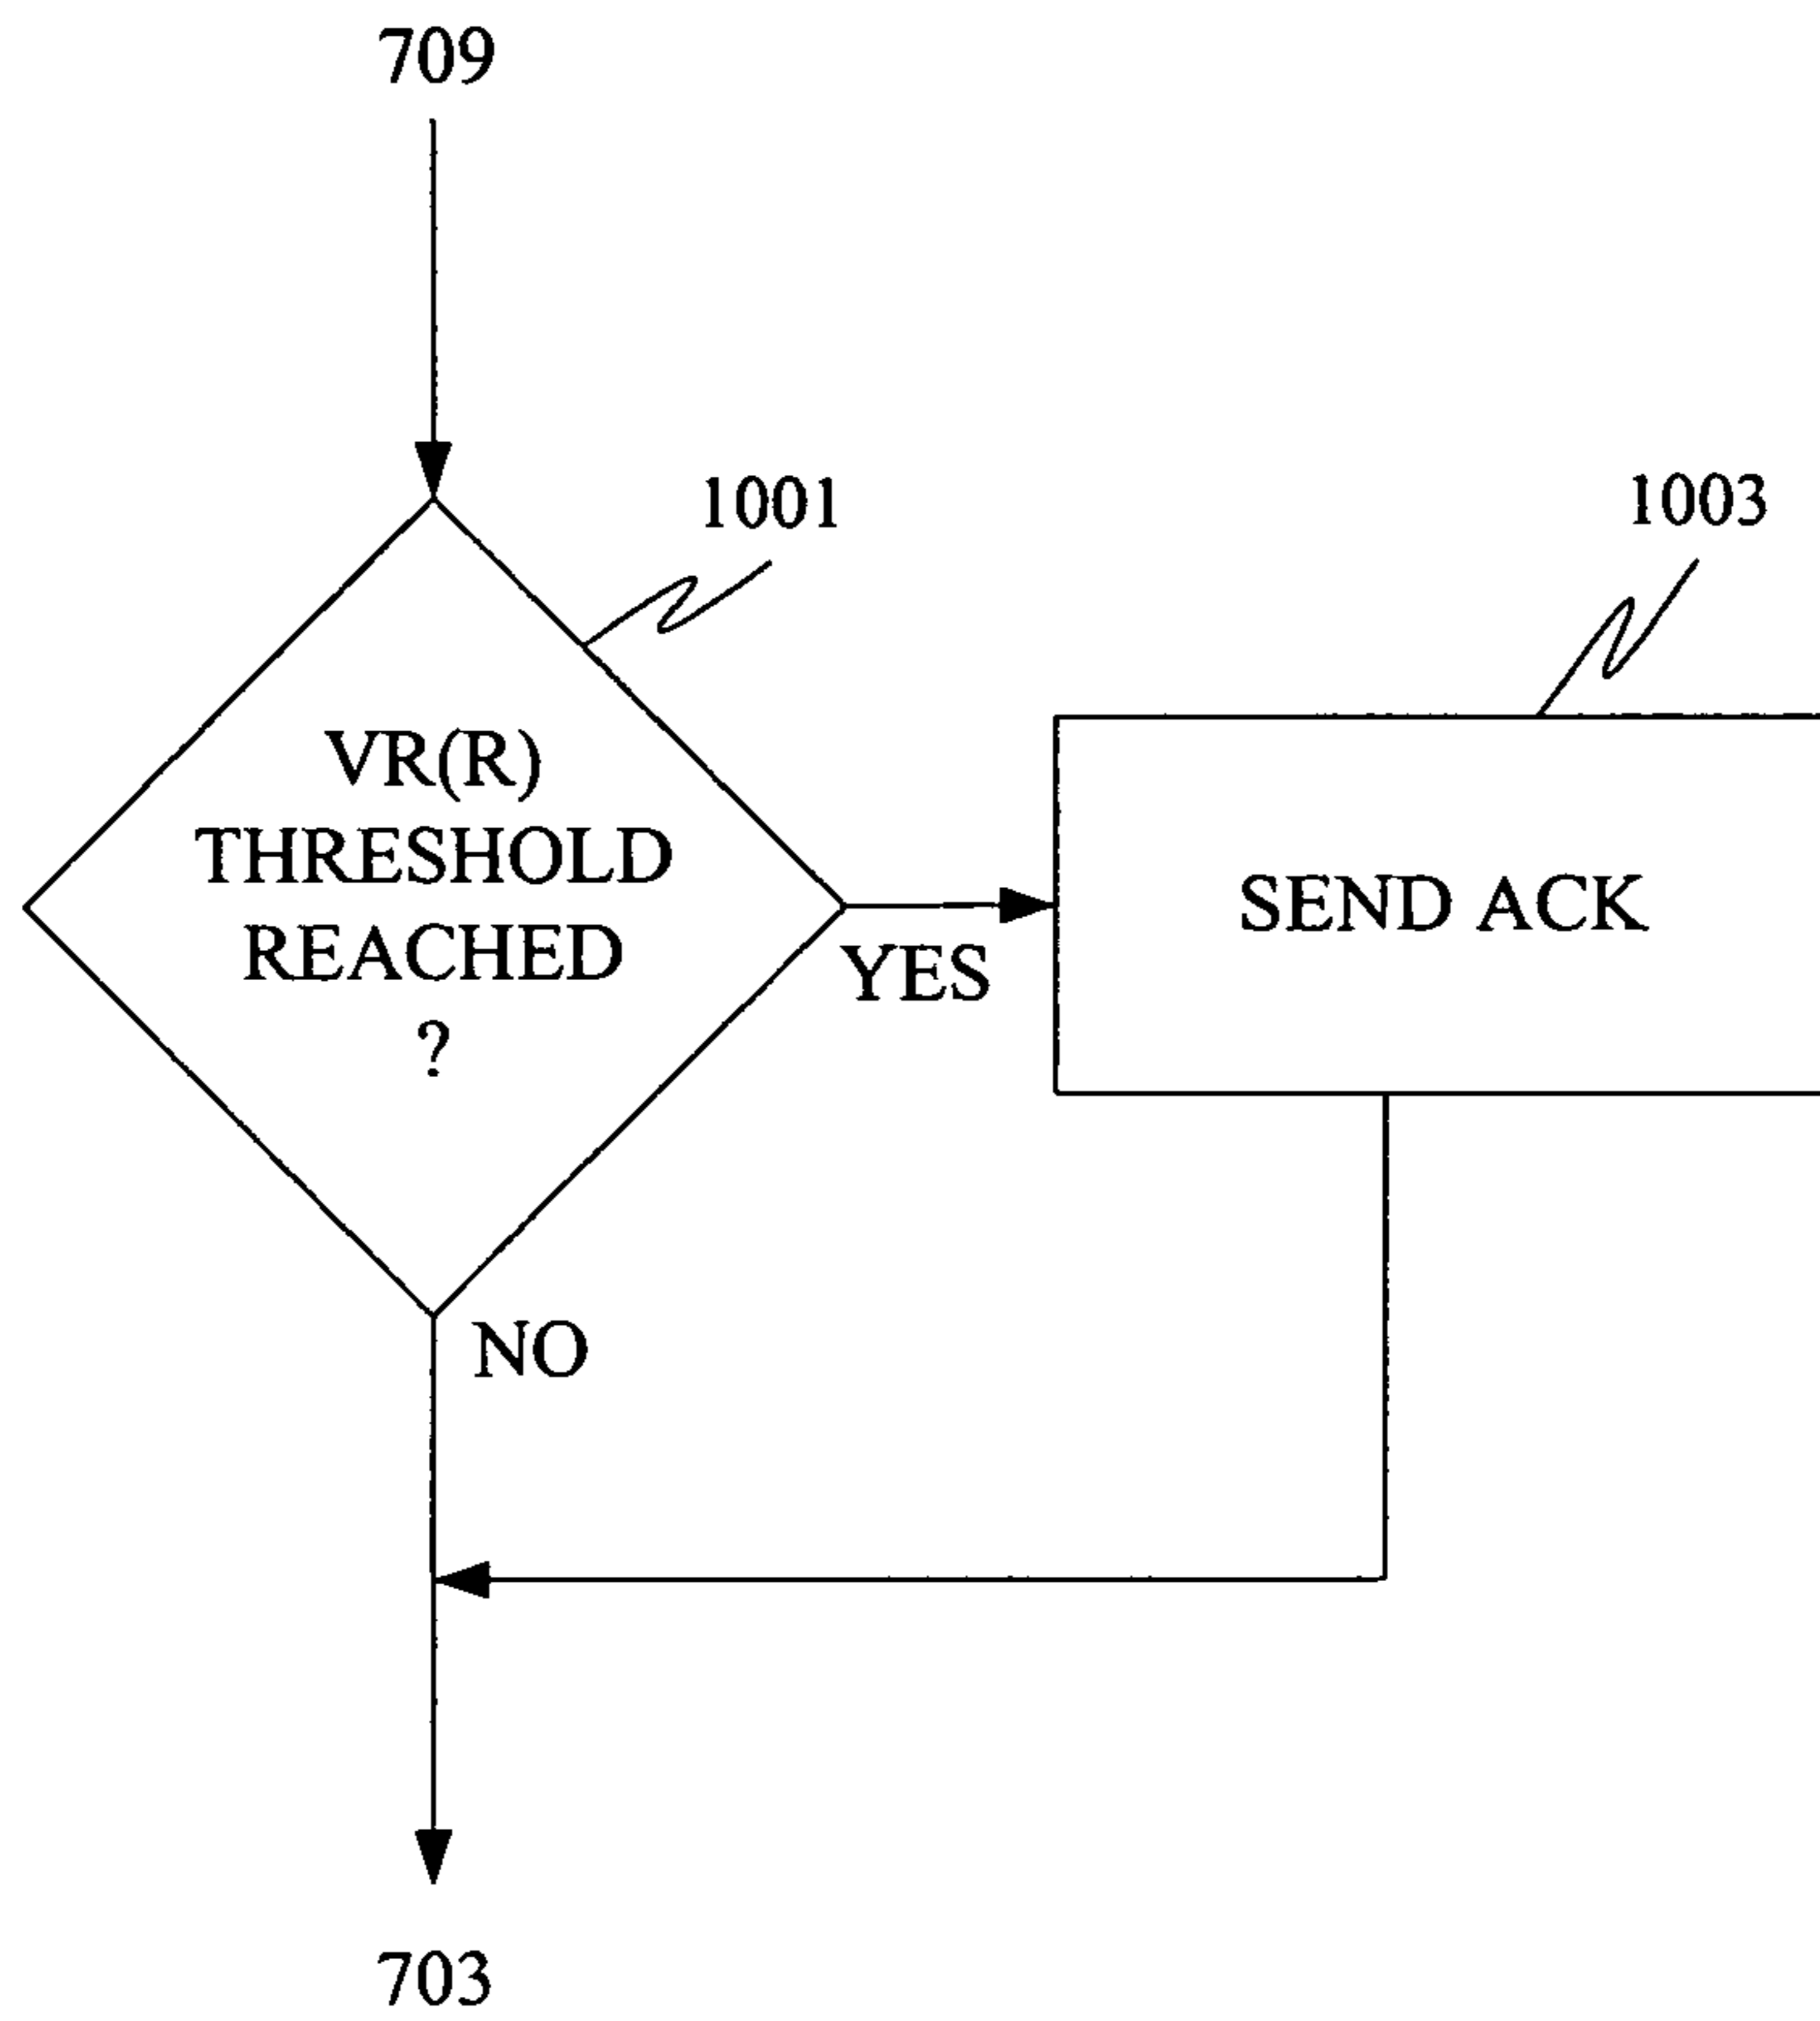 709
1001
1003
VR(R)
THRESHOLD
REACHED
?
SEND ACK
YES
NO
703